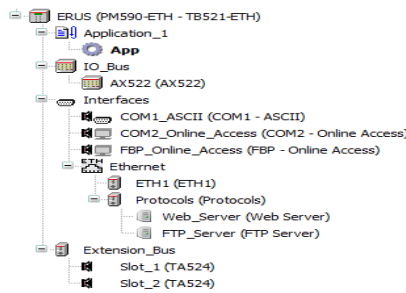 ERUS (PM590-ETH - TB521-ETH)
Application_1
App
IO_Bus
AX522 (AX522)
Interfaces
COM1_ASCII (COM1 - ASCII)
COM2_Online_Access (COM2 - Online Access)
FBP_Online_Access (FBP - Online Access)
ETH Ethernet
ETH1 (ETH1)
Protocols (Protocols)
Web_Server (Web Server)
FTP_Server (FTP Server)
Extension_Bus
Slot_1 (TA524)
Slot_2 (TA524)